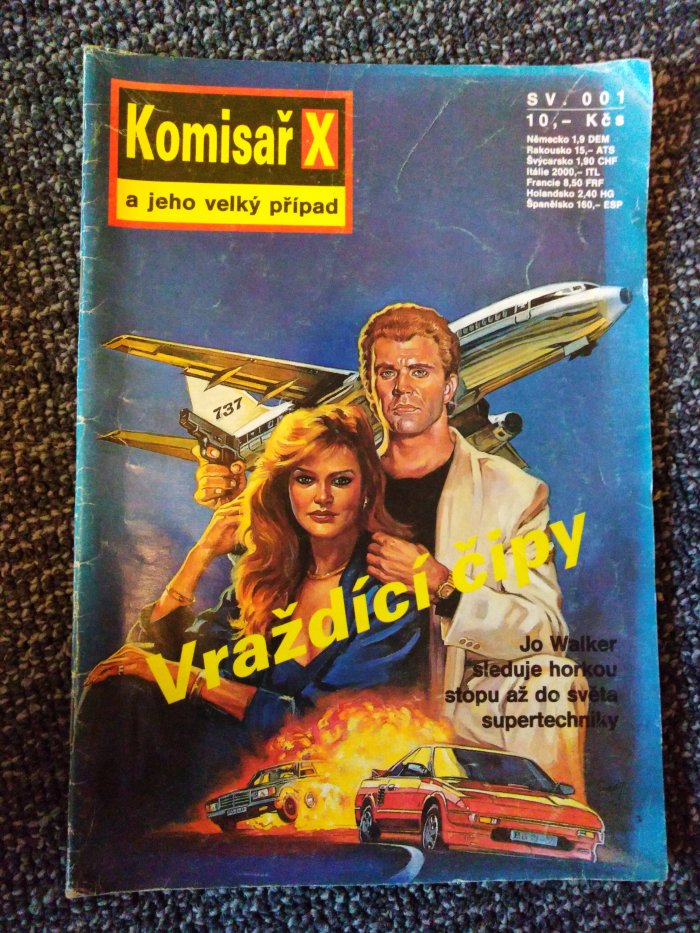 Komisař X
a jeho velký případ
SV. 001
10,– Kčs
Německo 1,9 DEM
Rakousko 15,– ATS
Švýcarsko 1,90 CHF
Itálie 2000,– ITL
Francie 8,50 FRF
Holandsko 2,40 HG
Španělsko 160,– ESP
737
Vraždící čipy
Jo Walker
sleduje horkou
stopu až do světa
supertechniky